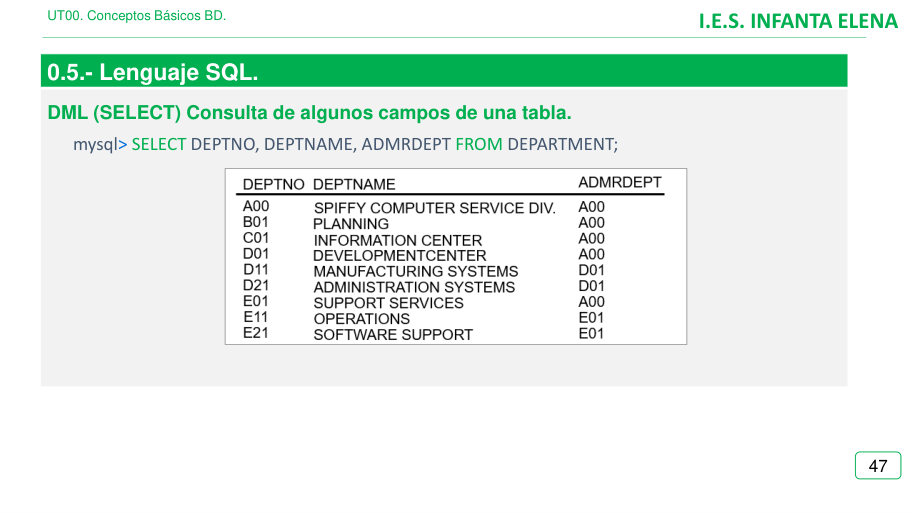 UT00. Conceptos Básicos BD.
I.E.S. INFANTA ELENA
0.5.- Lenguaje SQL.
DML (SELECT) Consulta de algunos campos de una tabla.
mysql> SELECT DEPTNO, DEPTNAME, ADMRDEPT FROM DEPARTMENT;
DEPTNO DEPTNAME ADMRDEPT
A00 SPIFFY COMPUTER SERVICE DIV. A00
B01 PLANNING A00
C01 INFORMATION CENTER A00
D01 DEVELOPMENTCENTER A00
D11 MANUFACTURING SYSTEMS D01
D21 ADMINISTRATION SYSTEMS D01
E01 SUPPORT SERVICES A00
E11 OPERATIONS E01
E21 SOFTWARE SUPPORT E01
47